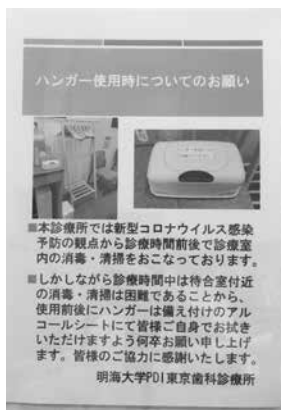 ハンガー使用時についてのお願い
■本診療所では新型コロナウイルス感染
予防の観点から診療時間前後で診療室
内の消毒・清掃をおこなっております。
■しかしながら診療時間中は待合室付近
の消毒・清掃は困難であることから、
使用前後にハンガーは備え付けのアル
コールシートにて皆様ご自身でお拭き
いただけますよう何卒お願い申し上げ
ます。皆様のご協力に感謝いたします。
明海大学PDI東京歯科診療所